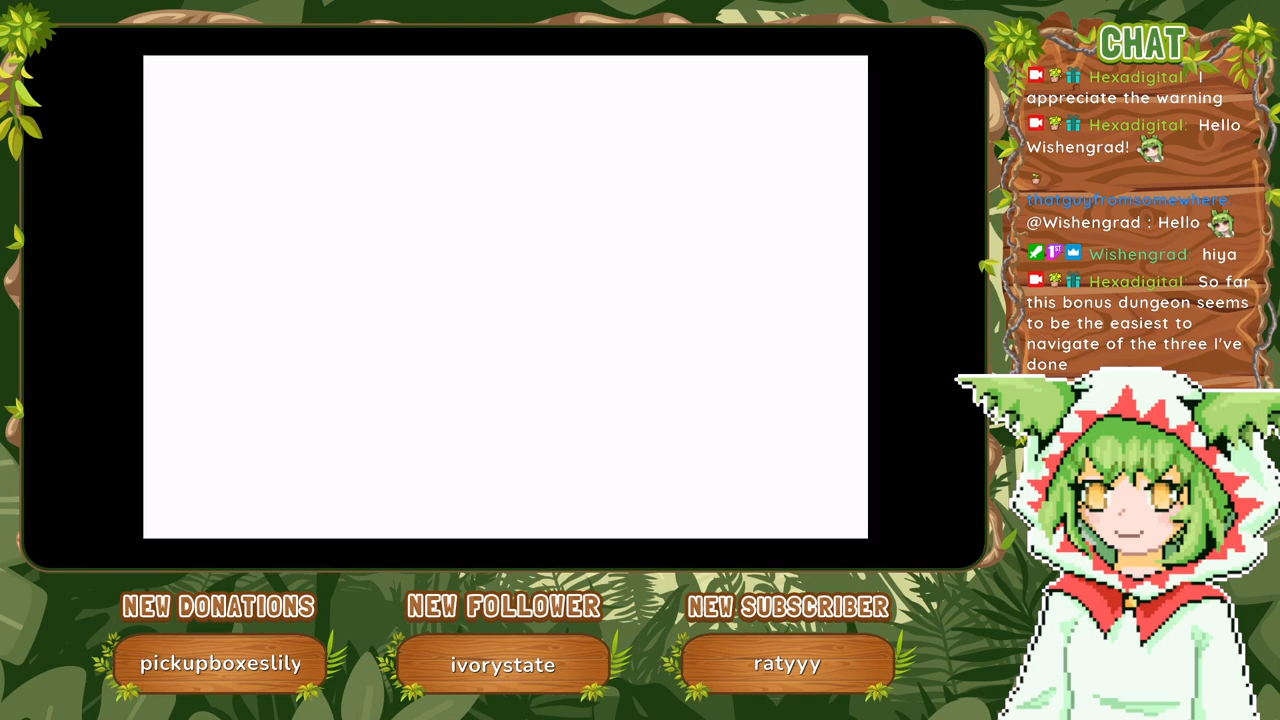 CHAT
Hexadigital: I
appreciate the warning
Hexadigital: Hello
Wishengrad!
thatguyfromsomewhere:
@Wishengrad : Hello
1ST Wishengrad: hiya
Hexadigital: So far
this bonus dungeon seems
to be the easiest to
navigate of the three I've
done
NEW DONATIONS
NEW FOLLOWER
NEW SUBSCRIBER
pickupboxeslily
ivorystate
ratyyy